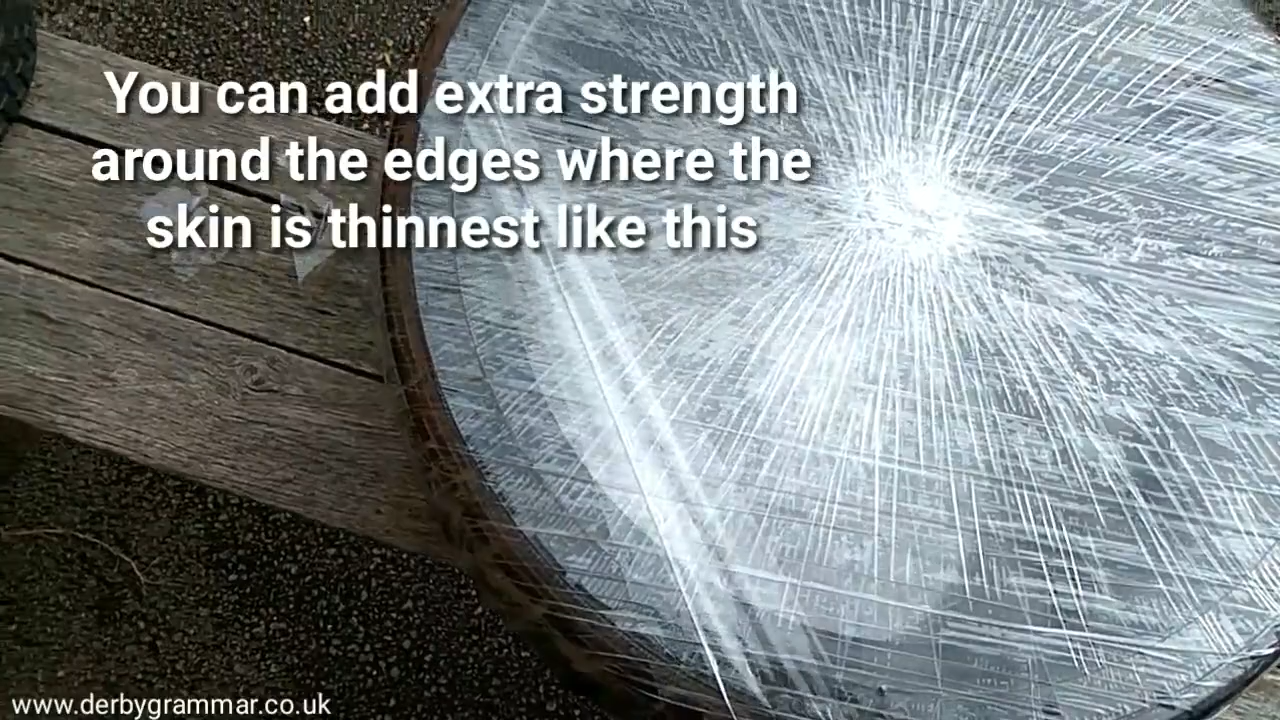 You can add extra strength
around the edges where the
skin is thinnest like this
www.derbygrammar.co.uk